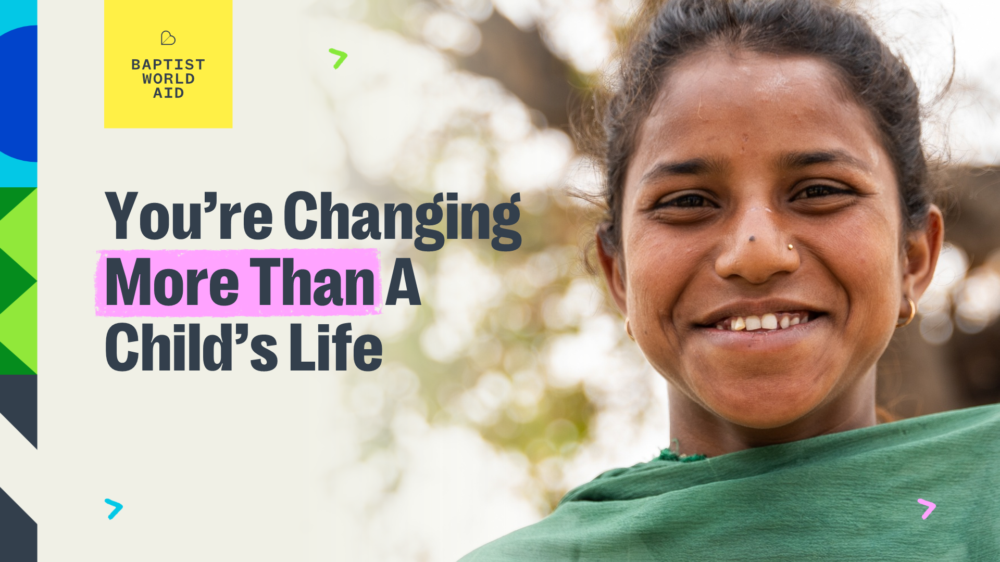 BAPTIST
WORLD
AID
You’re Changing
More Than A
Child’s Life